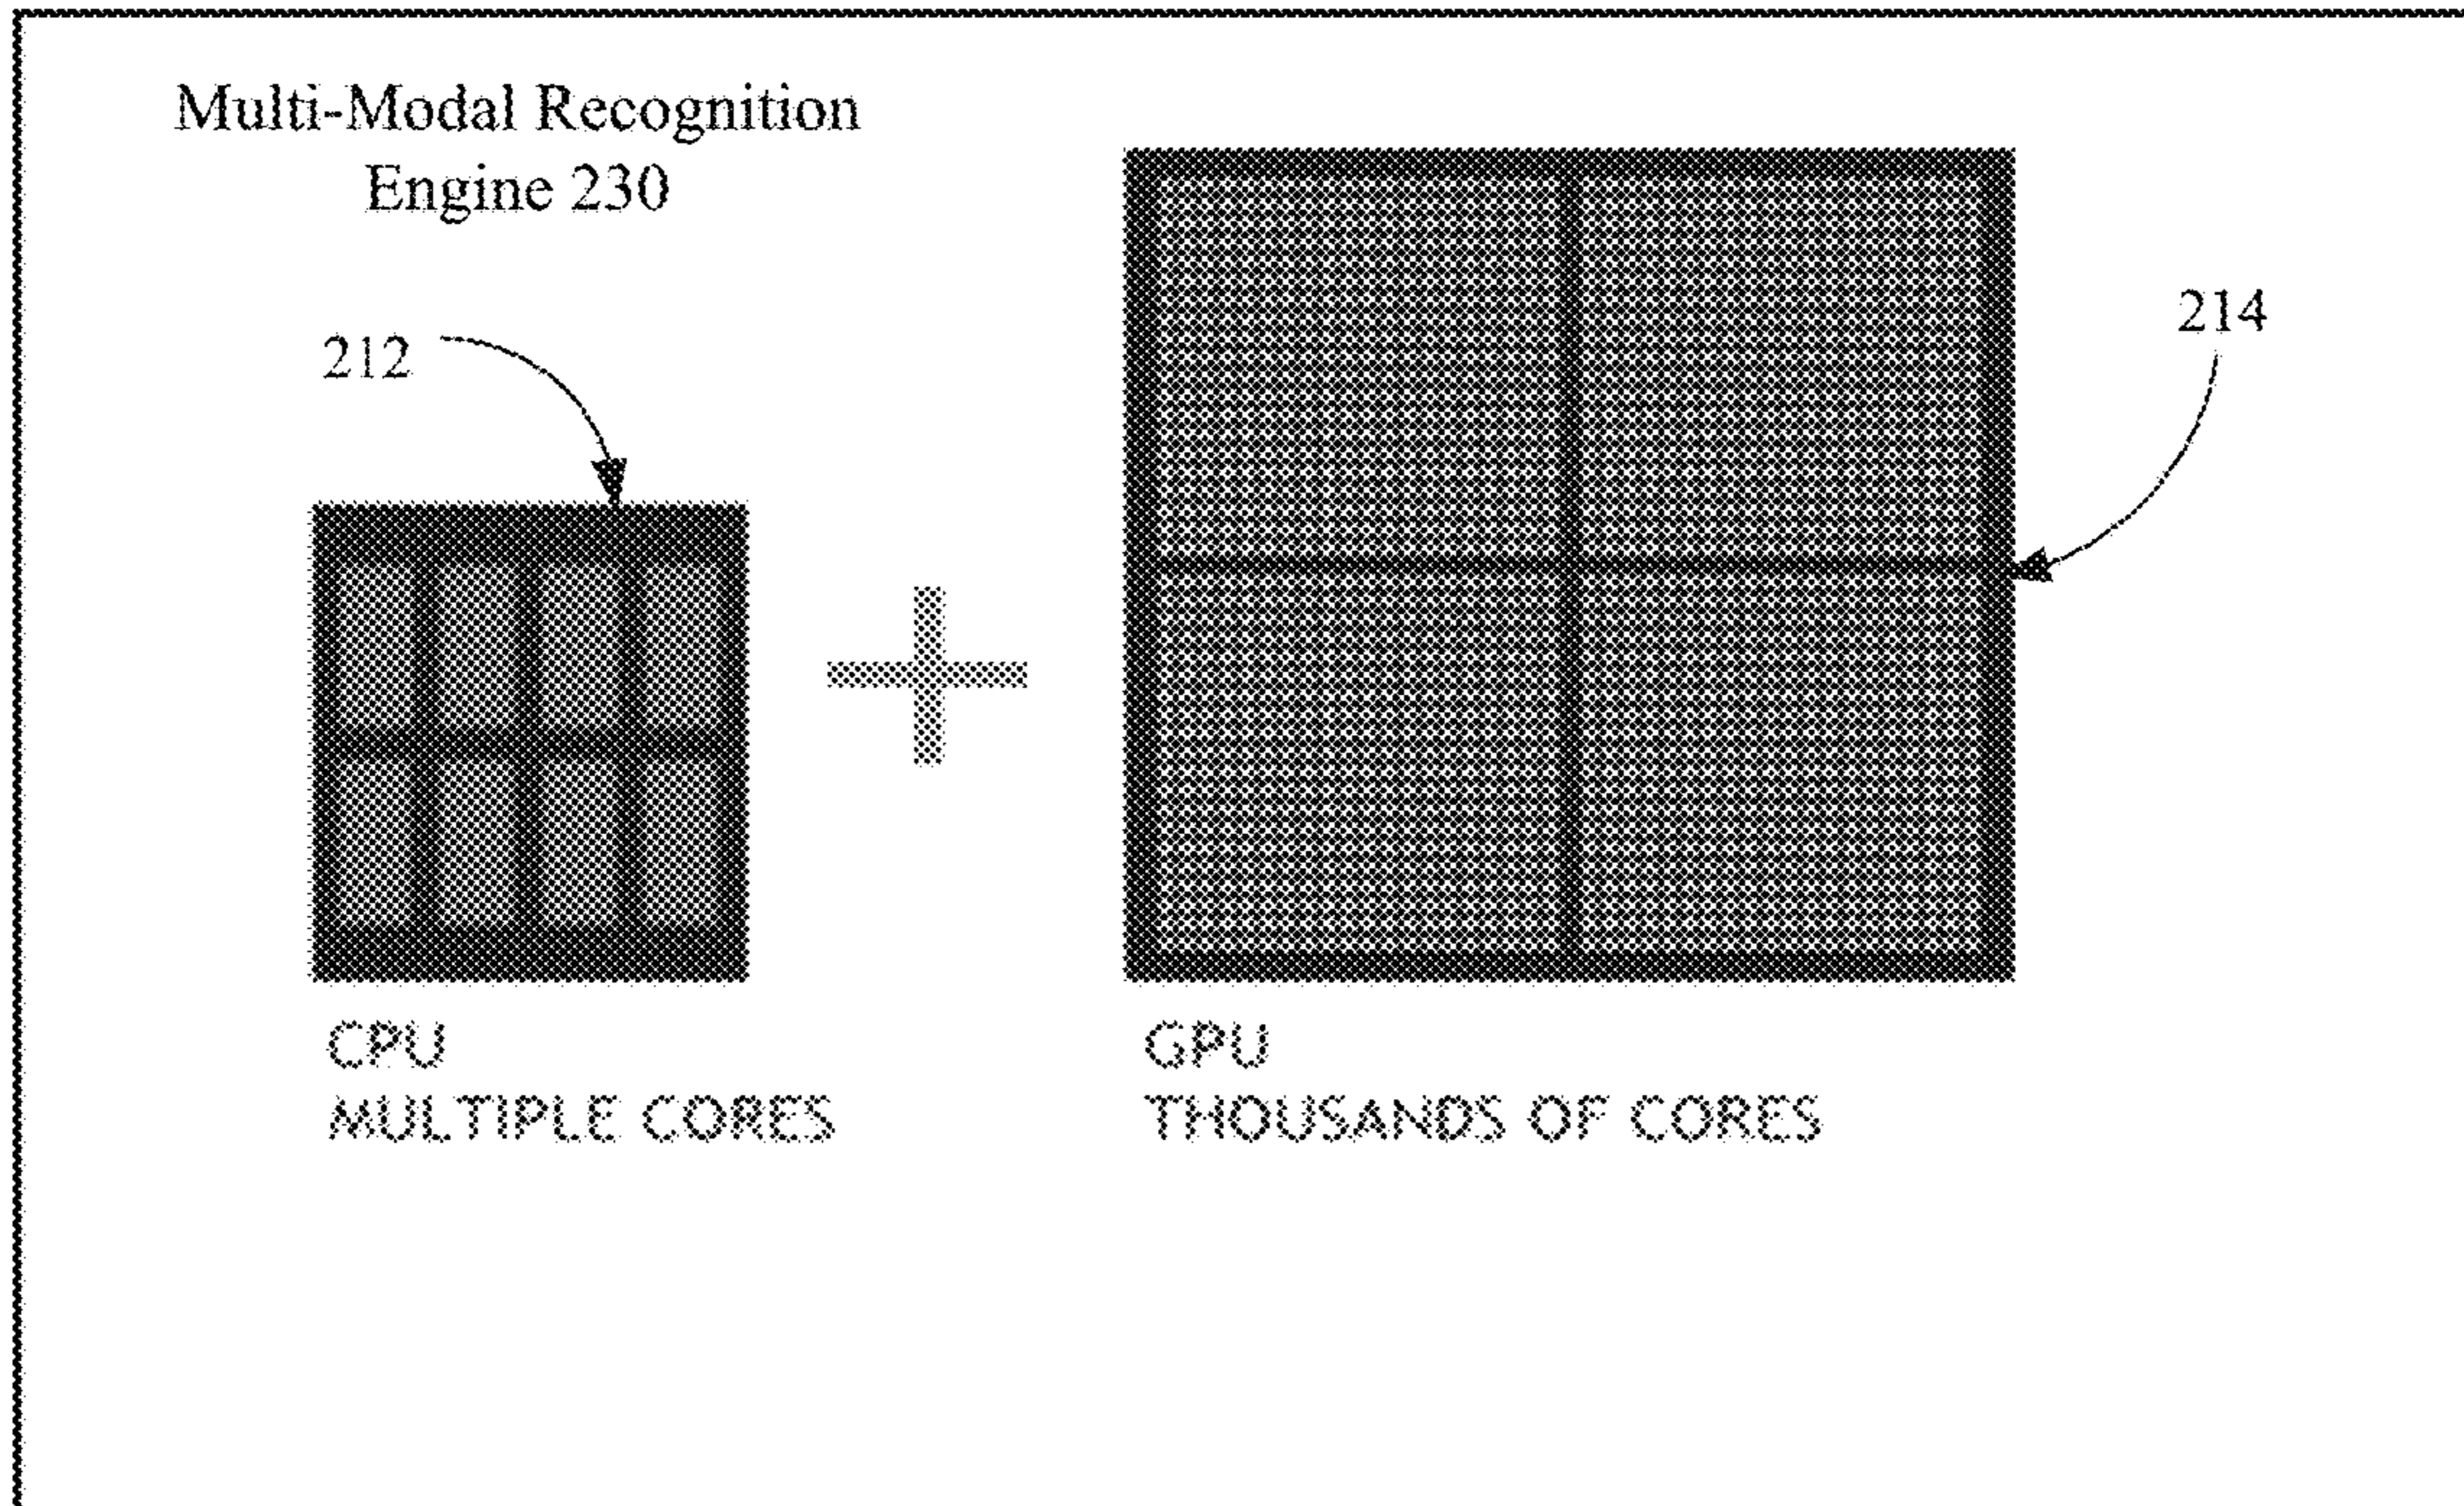 Multi-Modal Recognition
Engine 230
212
214
CPU
MULTIPLE CORES
GPU
THOUSANDS OF CORES